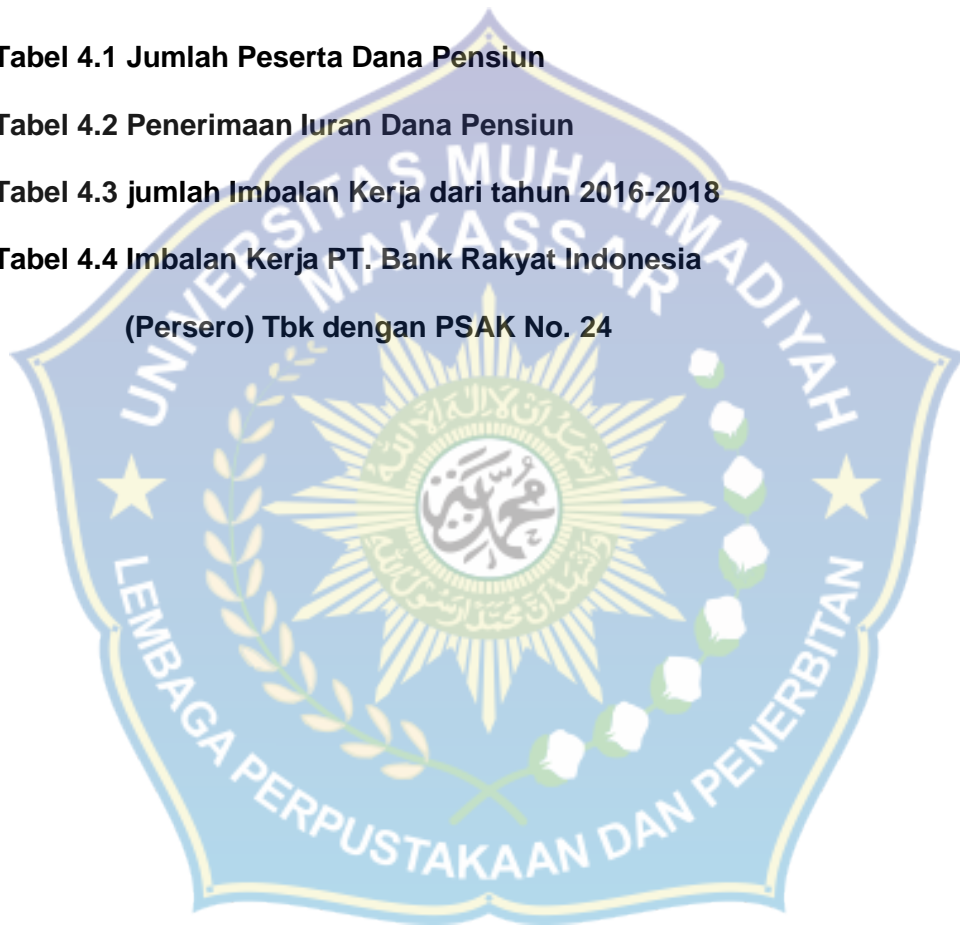 Tabel 4.1 Jumlah Peserta Dana Pensiun
Tabel 4.2 Penerimaan Iuran Dana Pensiun
Tabel 4.3 jumlah Imbalan Kerja dari tahun 2016-2018
Tabel 4.4 Imbalan Kerja PT. Bank Rakyat Indonesia
(Persero) Tbk dengan PSAK No. 24
UNIVERSITAS MUHAMMADIYAH
MAKASSAR
محمد
LEMBAGA PERPUSTAKAAN DAN PENERBITAN